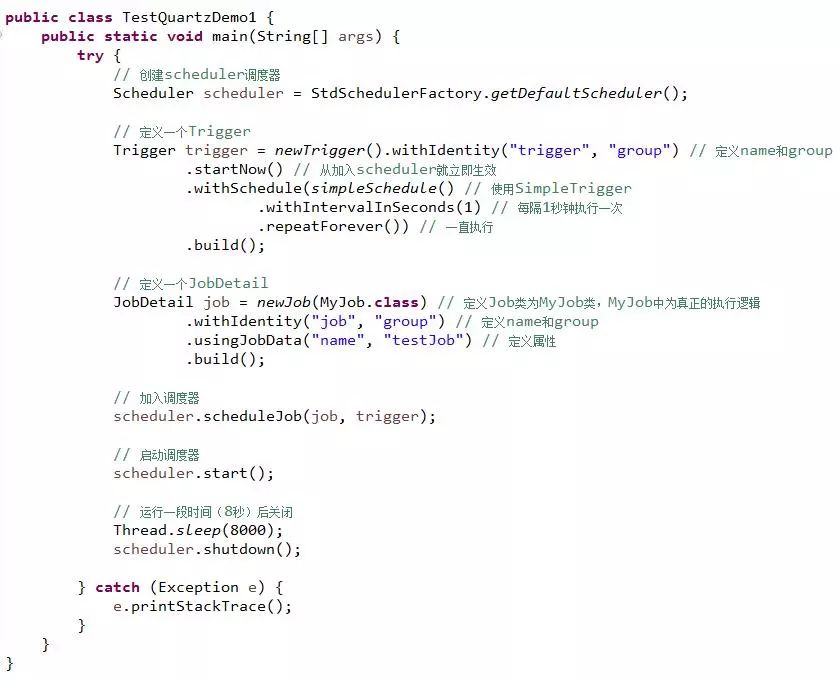 public class TestQuartzDemo1 {
    public static void main(String[] args) {
        try {
            // 创建scheduler调度器
            Scheduler scheduler = StdSchedulerFactory.getDefaultScheduler();

            // 定义一个Trigger
            Trigger trigger = newTrigger().withIdentity("trigger", "group") // 定义name和group
                    .startNow() // 从加入scheduler就立即生效
                    .withSchedule(simpleSchedule() // 使用SimpleTrigger
                            .withIntervalInSeconds(1) // 每隔1秒钟执行一次
                            .repeatForever()) // 一直执行
                    .build();

            // 定义一个JobDetail
            JobDetail job = newJob(MyJob.class) // 定义Job类为MyJob类，MyJob中为真正的执行逻辑
                    .withIdentity("job", "group") // 定义name和group
                    .usingJobData("name", "testJob") // 定义属性
                    .build();

            // 加入调度器
            scheduler.scheduleJob(job, trigger);

            // 启动调度器
            scheduler.start();

            // 运行一段时间（8秒）后关闭
            Thread.sleep(8000);
            scheduler.shutdown();

        } catch (Exception e) {
            e.printStackTrace();
        }
    }
}